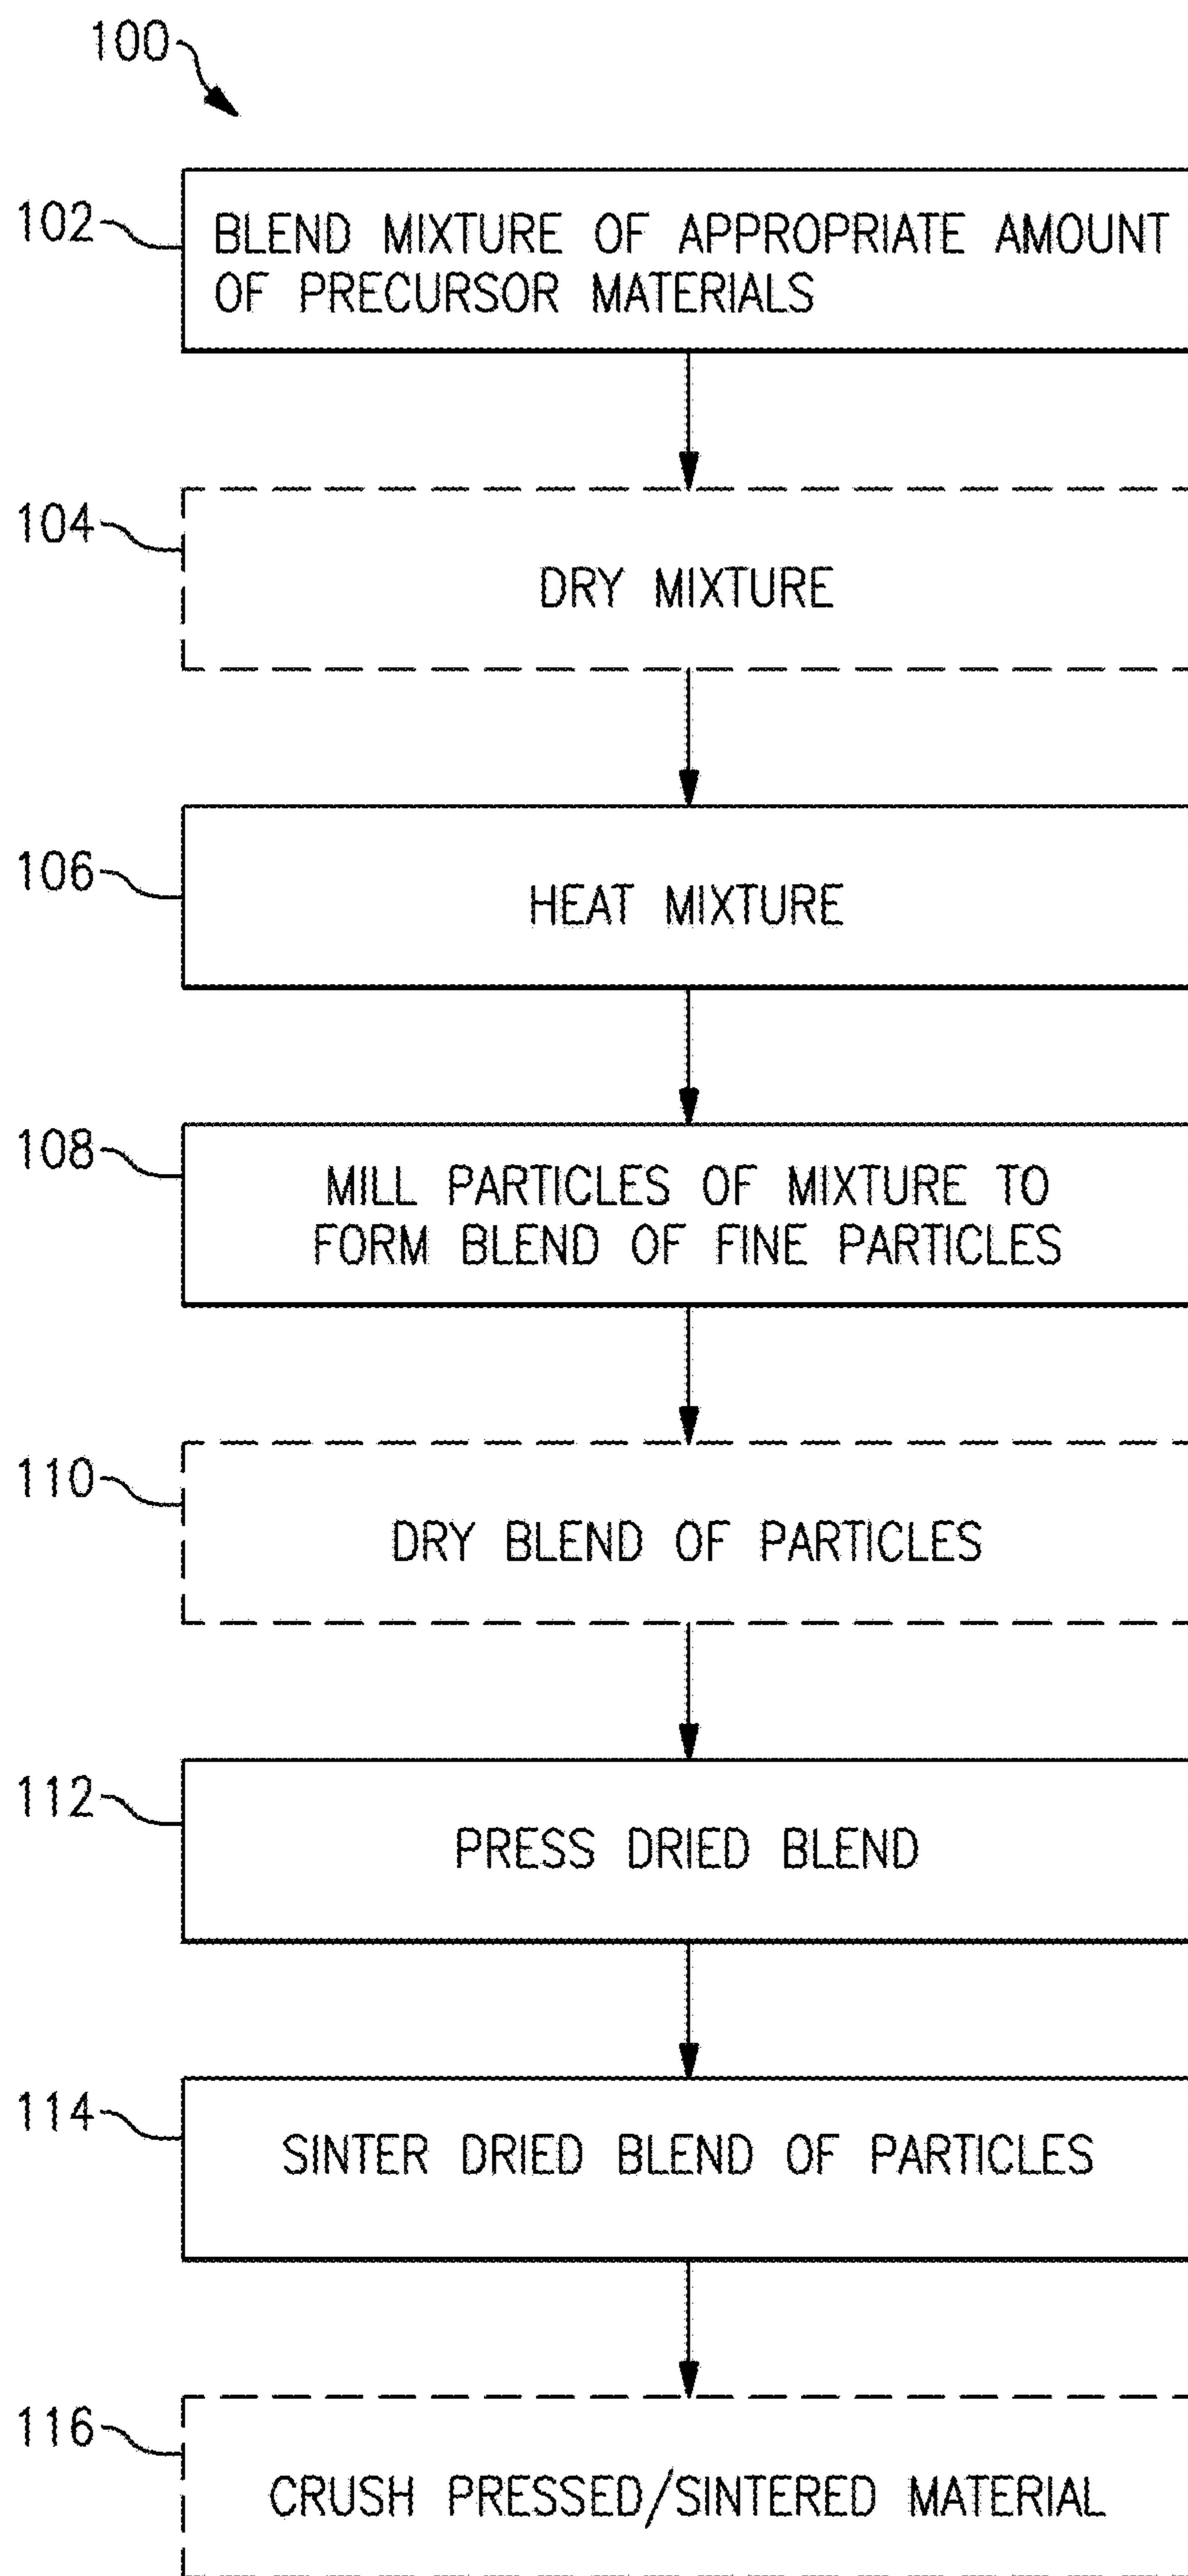 100
102
BLEND MIXTURE OF APPROPRIATE AMOUNT
OF PRECURSOR MATERIALS
104
DRY MIXTURE
106
HEAT MIXTURE
108
MILL PARTICLES OF MIXTURE TO
FORM BLEND OF FINE PARTICLES
110
DRY BLEND OF PARTICLES
112
PRESS DRIED BLEND
114
SINTER DRIED BLEND OF PARTICLES
116
CRUSH PRESSED/SINTERED MATERIAL